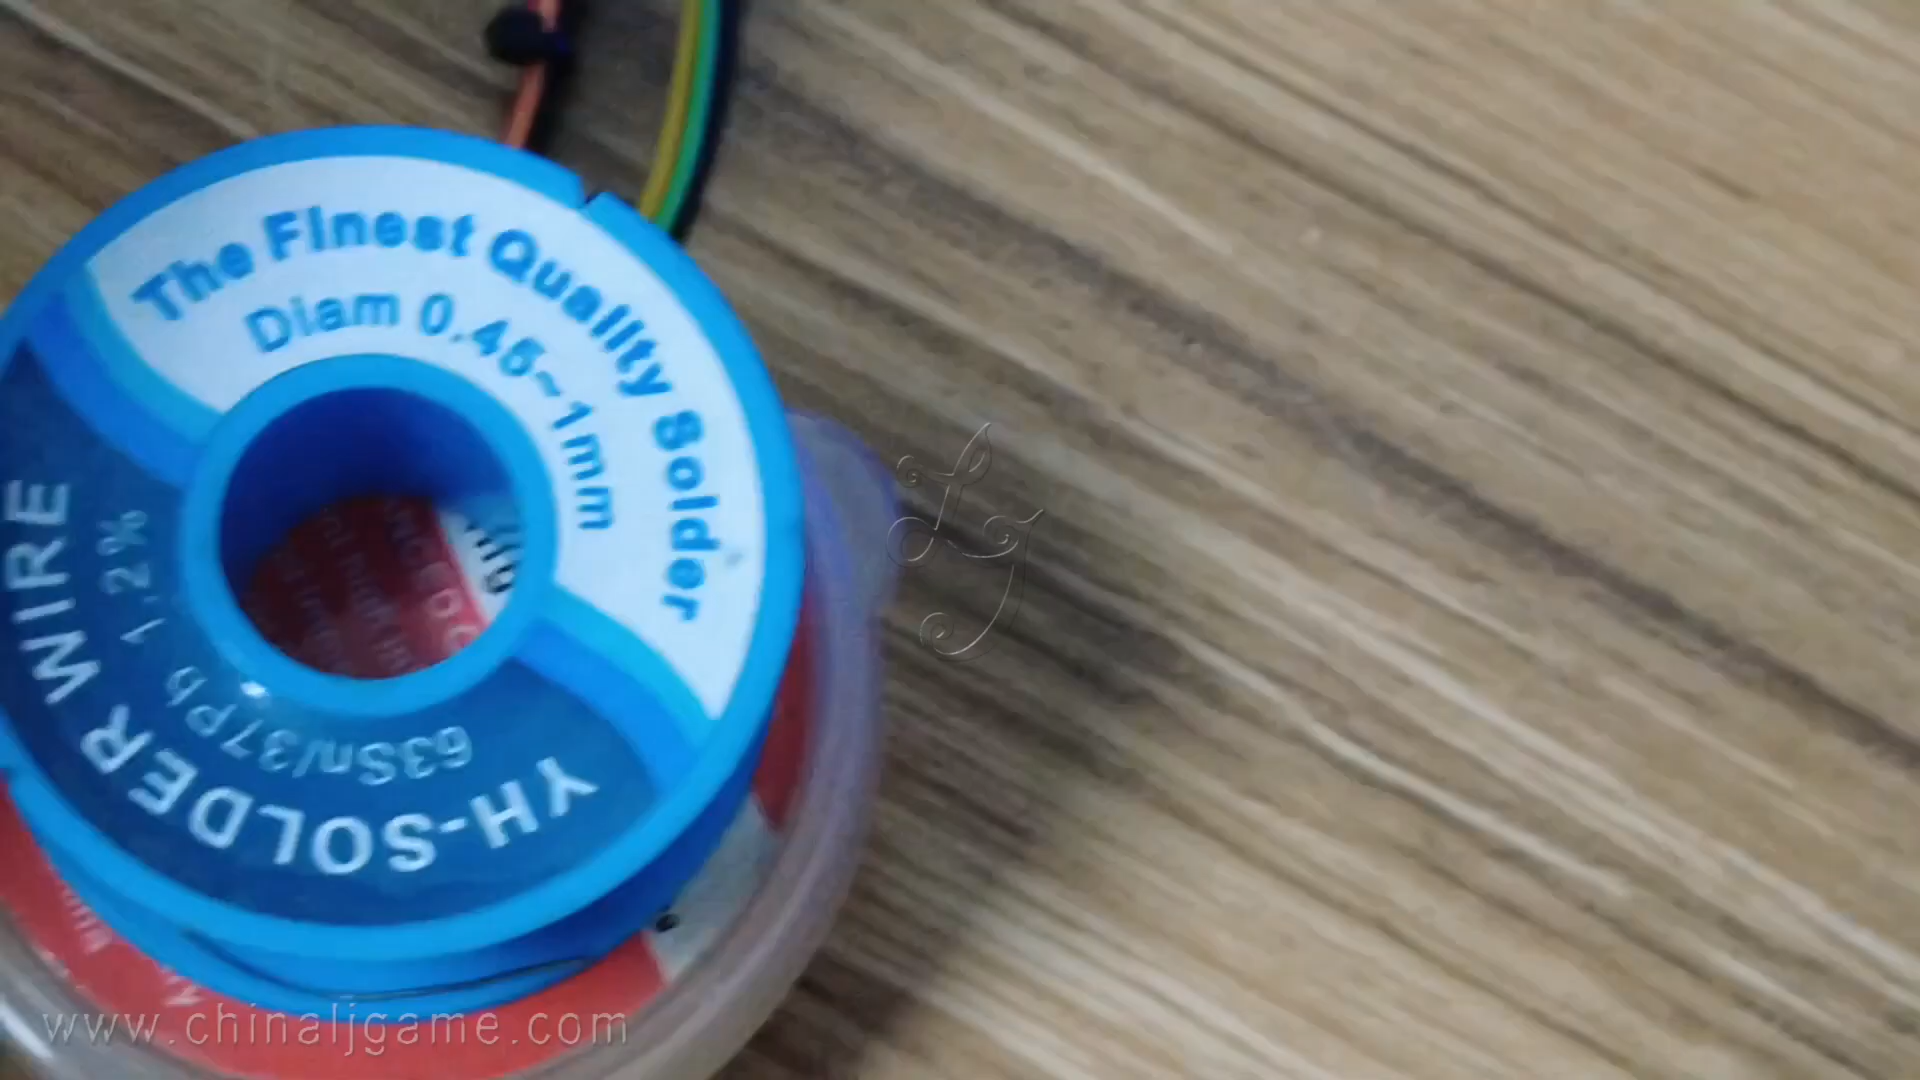 The Finest Quality Solder
Diam 0.45~1mm
YH-SOLDER WIRE
63Sn/37Pb 1.2%
www.chinaljgame.com